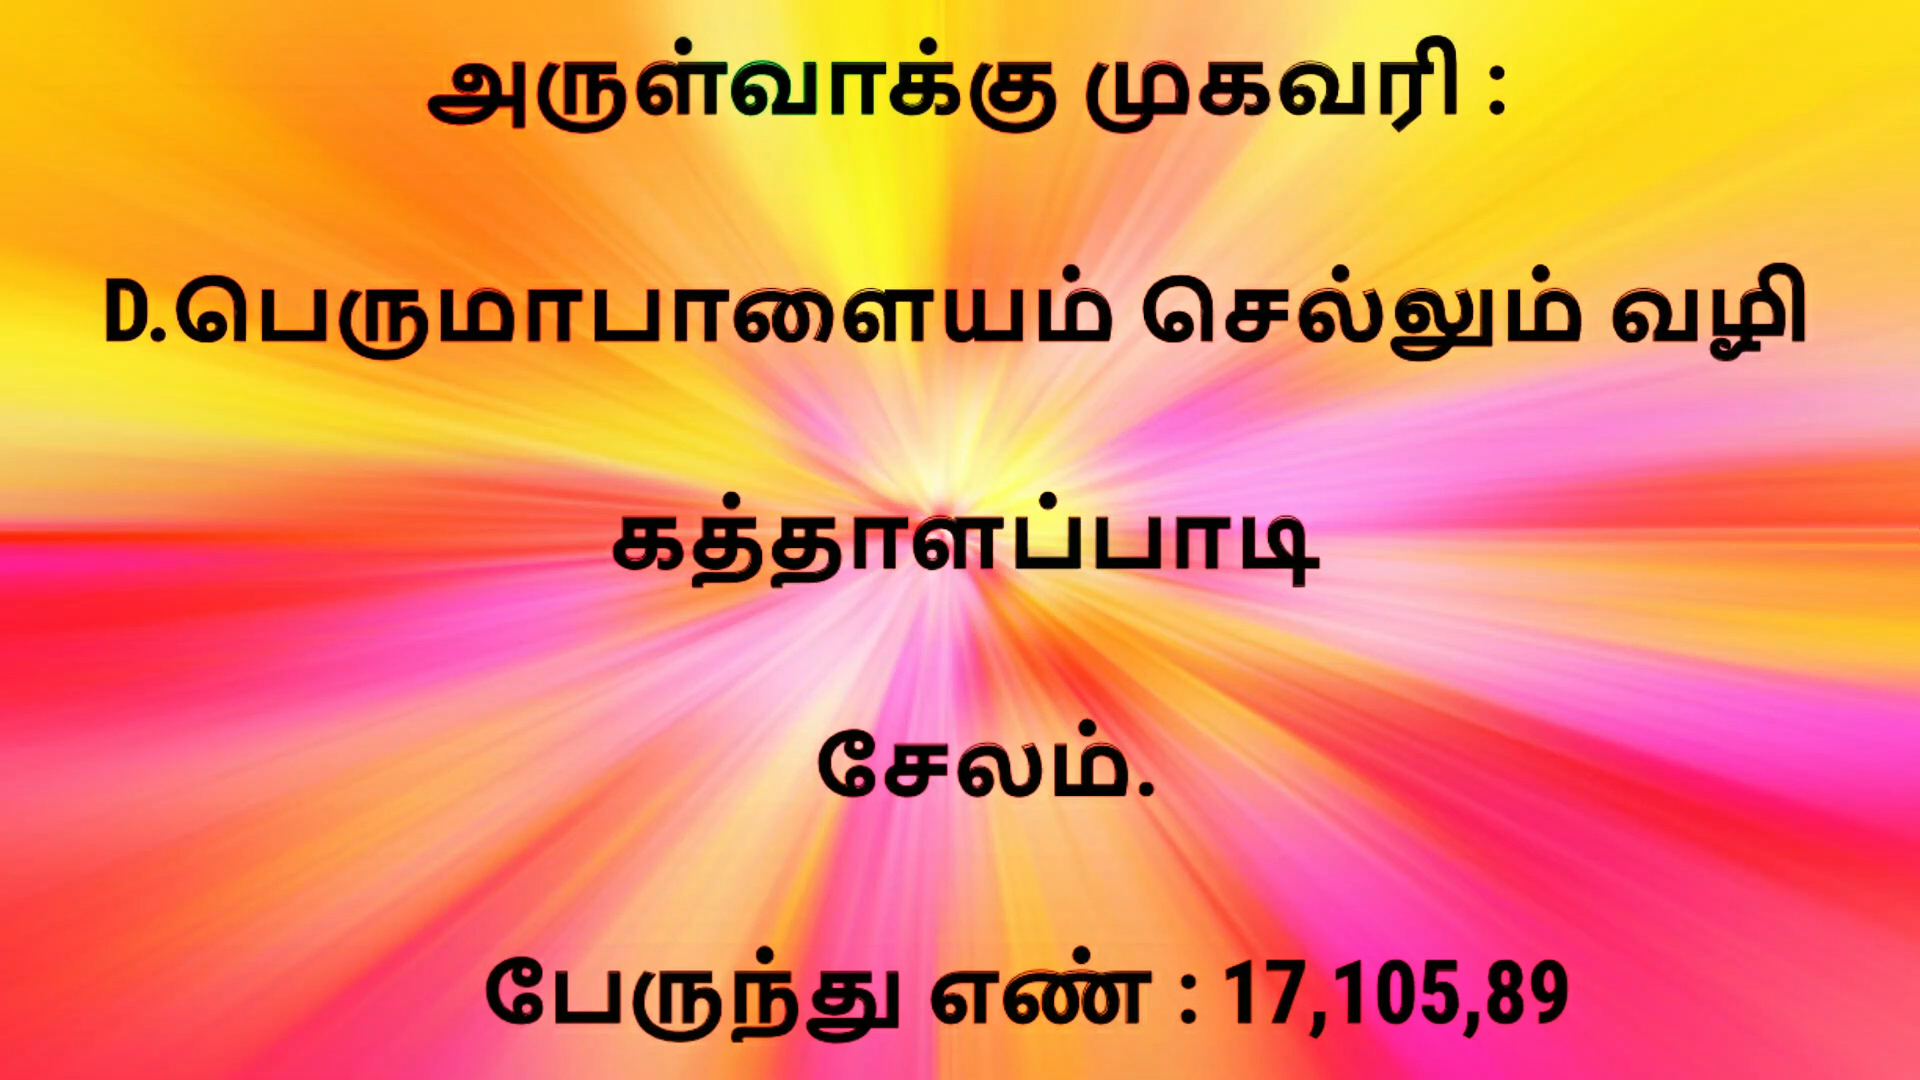 அருள்வாக்கு முகவரி :
D.பெருமாபாளையம் செல்லும் வழி
கத்தாளப்பாடி
சேலம்.
பேருந்து எண் : 17,105,89